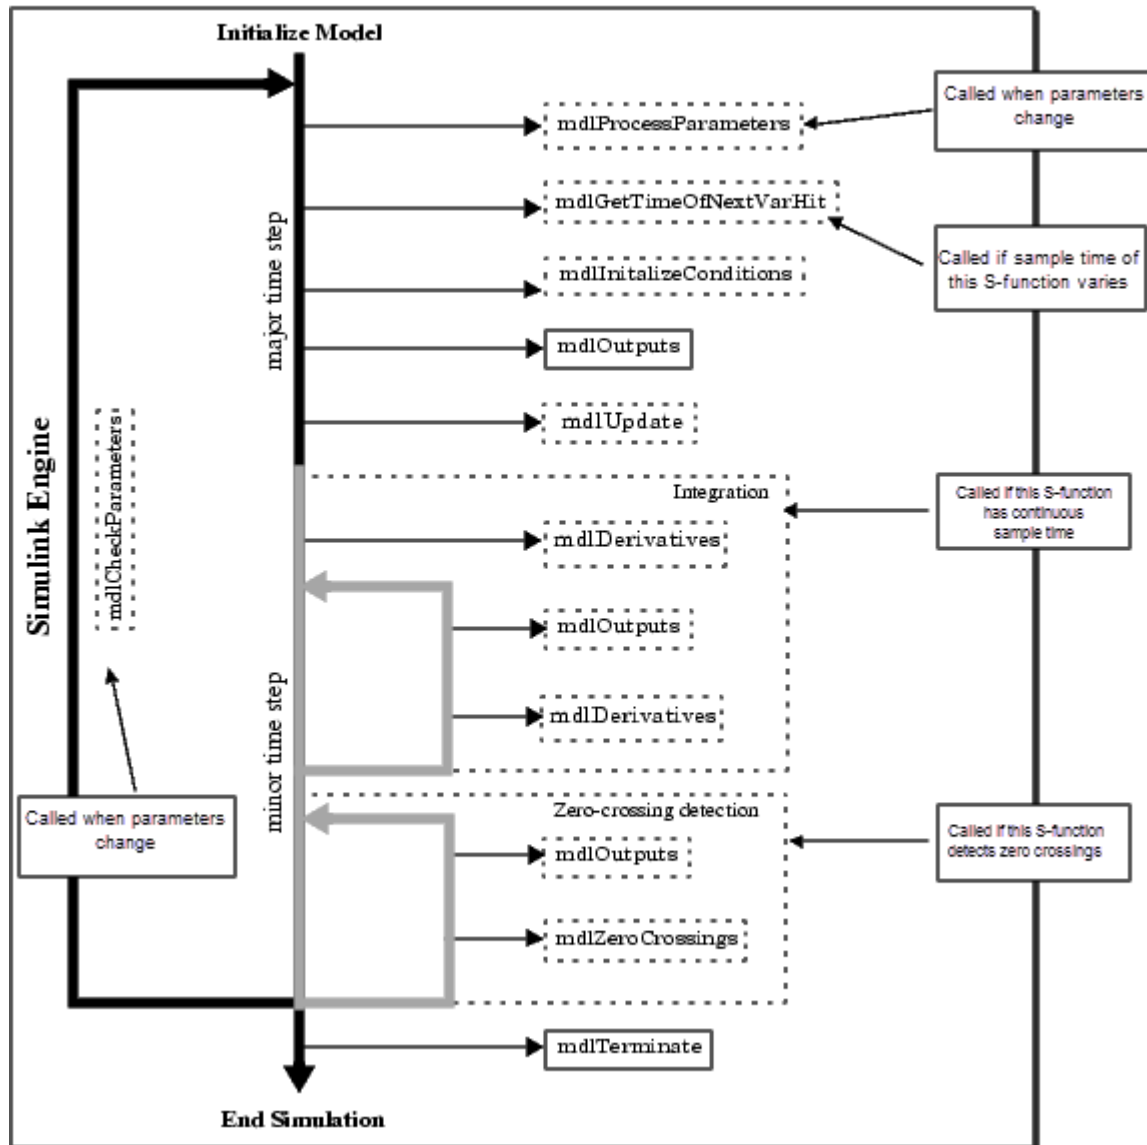 Initialize Model
Called when parameters
change
mdlProcessParameters
mdlGetTimeOfNextVarHit
Called if sample time of
this S-function varies
mdlInitalizeConditions
major time step
mdlOutputs
mdlUpdate
Simulink Engine
mdlCheckParameters
Integration
Called if this S-function
has continuous
sample time
mdlDerivatives
mdlOutputs
mdlDerivatives
minor time step
Called when parameters
change
Zero-crossing detection
Called if this S-function
detects zero crossings
mdlOutputs
mdlZeroCrossings
mdlTerminate
End Simulation